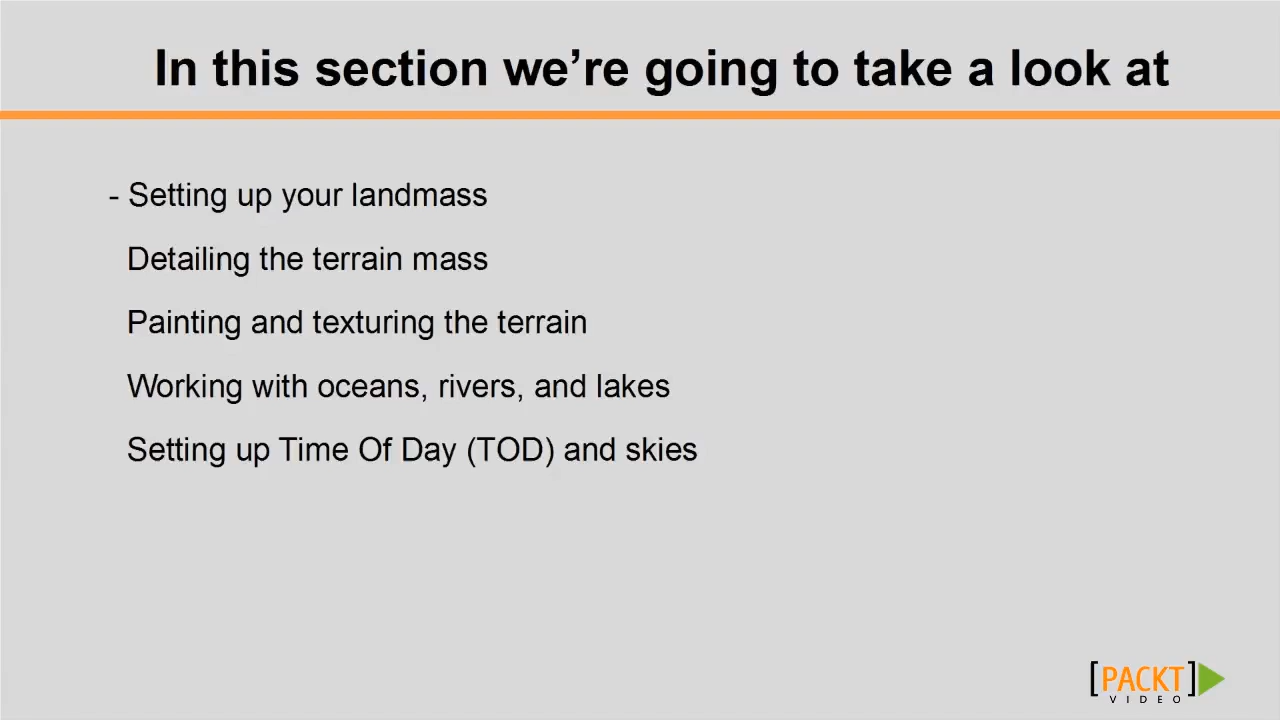 In this section we’re going to take a look at
- Setting up your landmass
Detailing the terrain mass
Painting and texturing the terrain
Working with oceans, rivers, and lakes
Setting up Time Of Day (TOD) and skies
[PACKT]
VIDEO